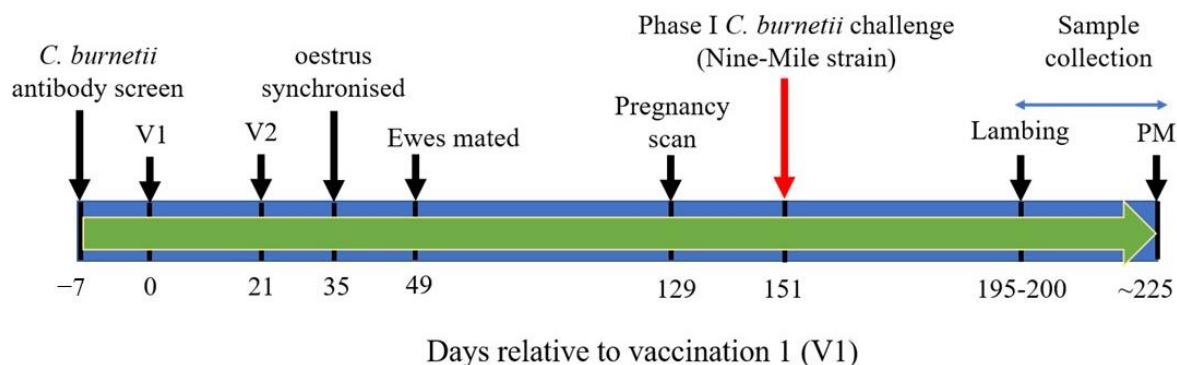 C. burnetii
antibody screen
V1
V2
oestrus
synchronised
Ewes mated
Pregnancy
scan
Phase I C. burnetii challenge
(Nine-Mile strain)
Sample
collection
Lambing
PM
−7
0
21
35
49
129
151
195-200
~225
Days relative to vaccination 1 (V1)